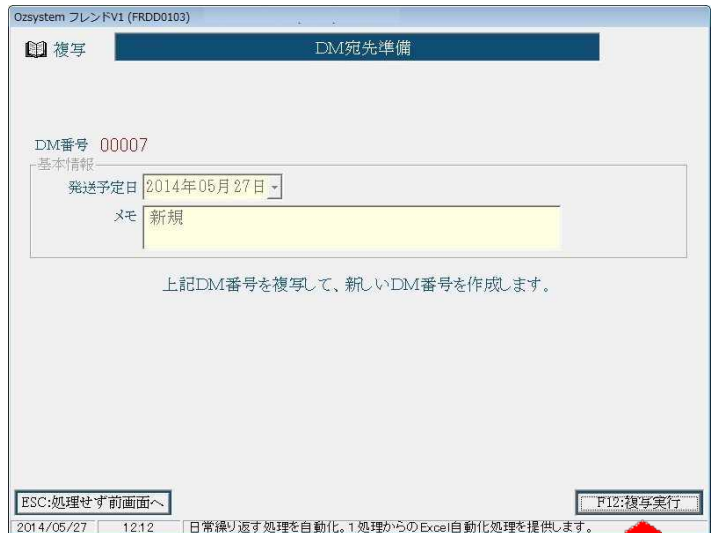 Ozsystem フレンドV1 (FRDD0103)
複写 DM宛先準備
DM番号 00007
基本情報
発送予定日 2014年05月27日
メモ 新規
上記DM番号を複写して、新しいDM番号を作成します。
ESC:処理せず前画面へ F12:複写実行
2014/05/27 12:12 日常繰り返す処理を自動化。1処理からのExcel自動化処理を提供します。